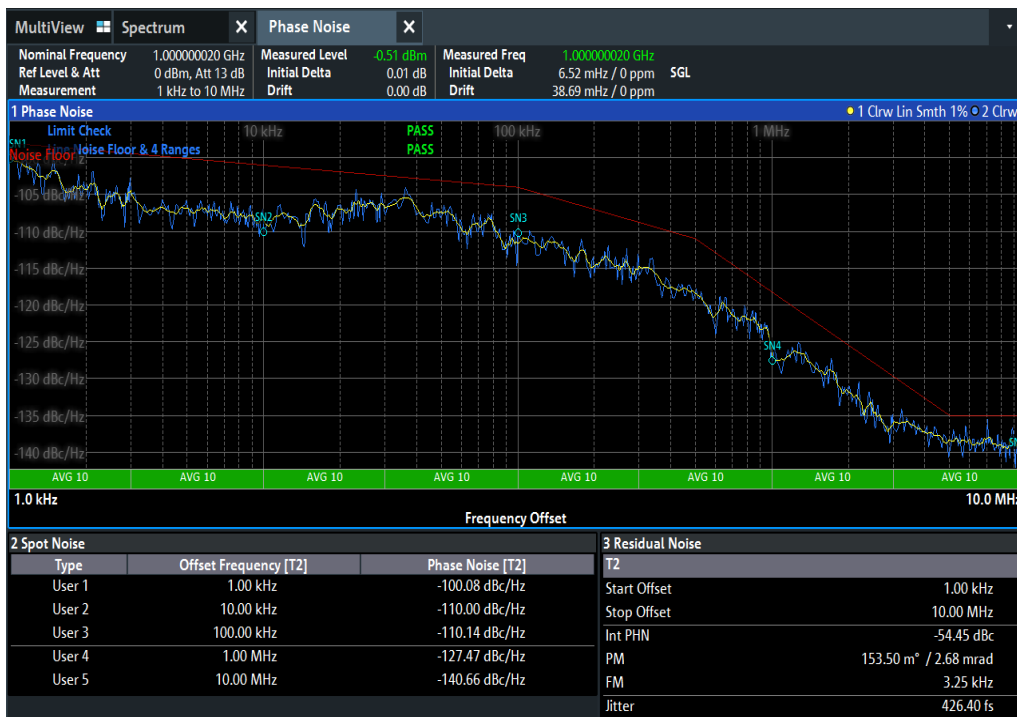 MultiView Spectrum X Phase Noise X
Nominal Frequency 1.000000020 GHz Measured Level -0.51 dBm Measured Freq 1.000000020 GHz
Ref Level & Att 0 dBm, Att 13 dB Initial Delta 0.01 dB Initial Delta 6.52 mHz / 0 ppm SGL
Measurement 1 kHz to 10 MHz Drift 0.00 dB Drift 38.69 mHz / 0 ppm
1 Phase Noise 1 Clrw Lin Smth 1% 2 Clrw
Limit Check 10 kHz PASS 100 kHz 1 MHz
SN1
Noise Floor Noise Floor & 4 Ranges PASS
-105 dBc/Hz
SN2 SN3
-110 dBc/Hz
-115 dBc/Hz
-120 dBc/Hz
-125 dBc/Hz
SN4
-130 dBc/Hz
-135 dBc/Hz
-140 dBc/Hz
AVG 10 AVG 10 AVG 10 AVG 10 AVG 10 AVG 10 AVG 10 AVG 10
1.0 kHz 10.0 MHz
Frequency Offset
2 Spot Noise
Type Offset Frequency [T2] Phase Noise [T2]
User 1 1.00 kHz -100.08 dBc/Hz
User 2 10.00 kHz -110.00 dBc/Hz
User 3 100.00 kHz -110.14 dBc/Hz
User 4 1.00 MHz -127.47 dBc/Hz
User 5 10.00 MHz -140.66 dBc/Hz
3 Residual Noise
T2
Start Offset 1.00 kHz
Stop Offset 10.00 MHz
Int PHN -54.45 dBc
PM 153.50 m° / 2.68 mrad
FM 3.25 kHz
Jitter 426.40 fs